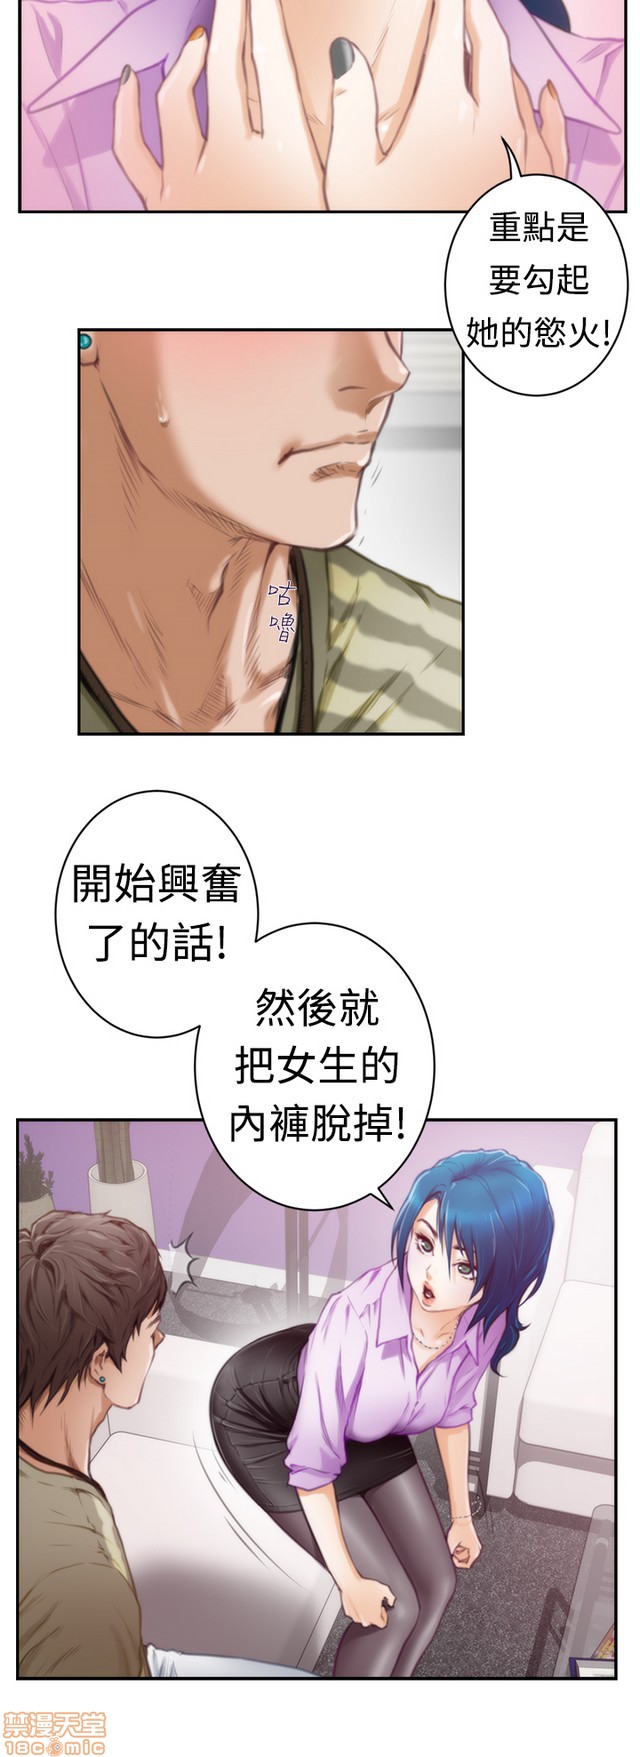 重點是
要勾起
她的慾火!
咕
嚕
開始興奮
了的話!
然後就
把女生的
內褲脫掉!
禁漫天堂
18comic